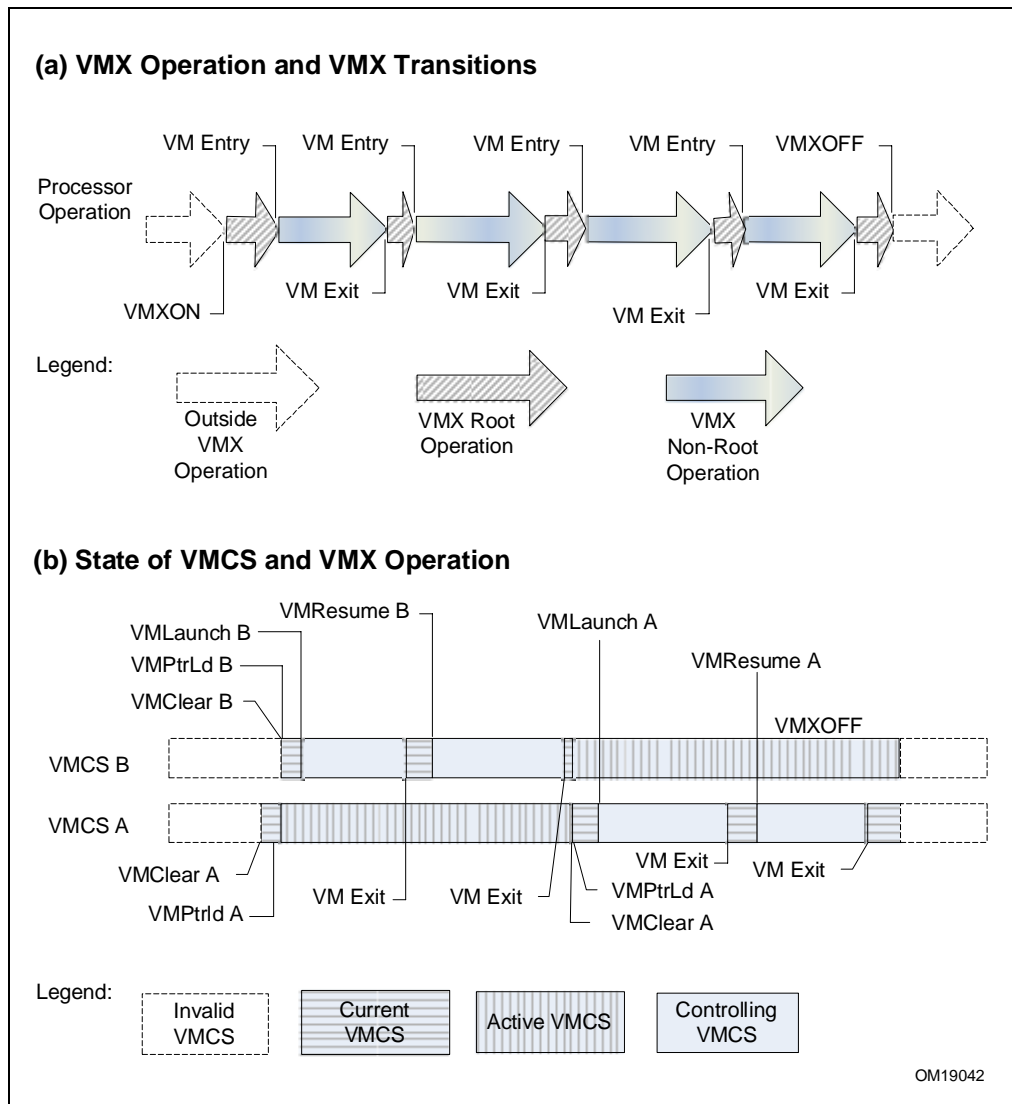 (a) VMX Operation and VMX Transitions
VM Entry
VM Entry
VM Entry
VM Entry
VMXOFF
Processor
Operation
VMXON
VM Exit
VM Exit
VM Exit
VM Exit
Legend:
Outside
VMX
Operation
VMX Root
Operation
VMX
Non-Root
Operation
(b) State of VMCS and VMX Operation
VMResume B
VMLaunch B
VMLaunch A
VMPtrLd B
VMResume A
VMClear B
VMXOFF
VMCS B
VMCS A
VMClear A
VMPtrld A
VM Exit
VM Exit
VM Exit
VM Exit
VMPtrLd A
VMClear A
Legend:
Invalid
VMCS
Current
VMCS
Active VMCS
Controlling
VMCS
OM19042